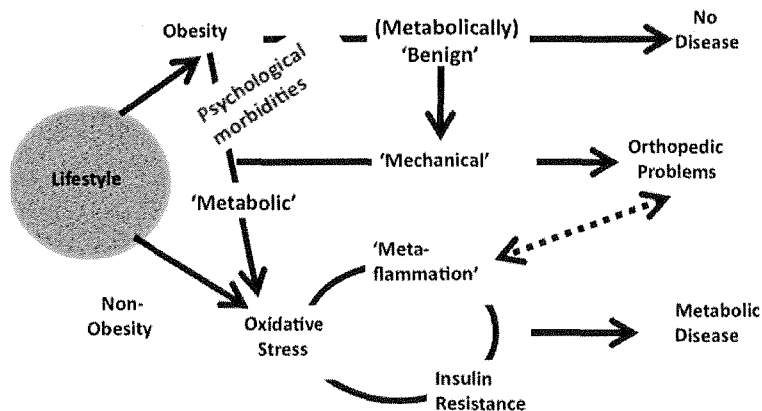 Obesity
(Metabolically)
'Benign'
No
Disease
Psychological
morbidities
Lifestyle
'Mechanical'
Orthopedic
Problems
'Metabolic'
'Meta-
flammation'
Non-
Obesity
Oxidative
Stress
Metabolic
Disease
Insulin
Resistance